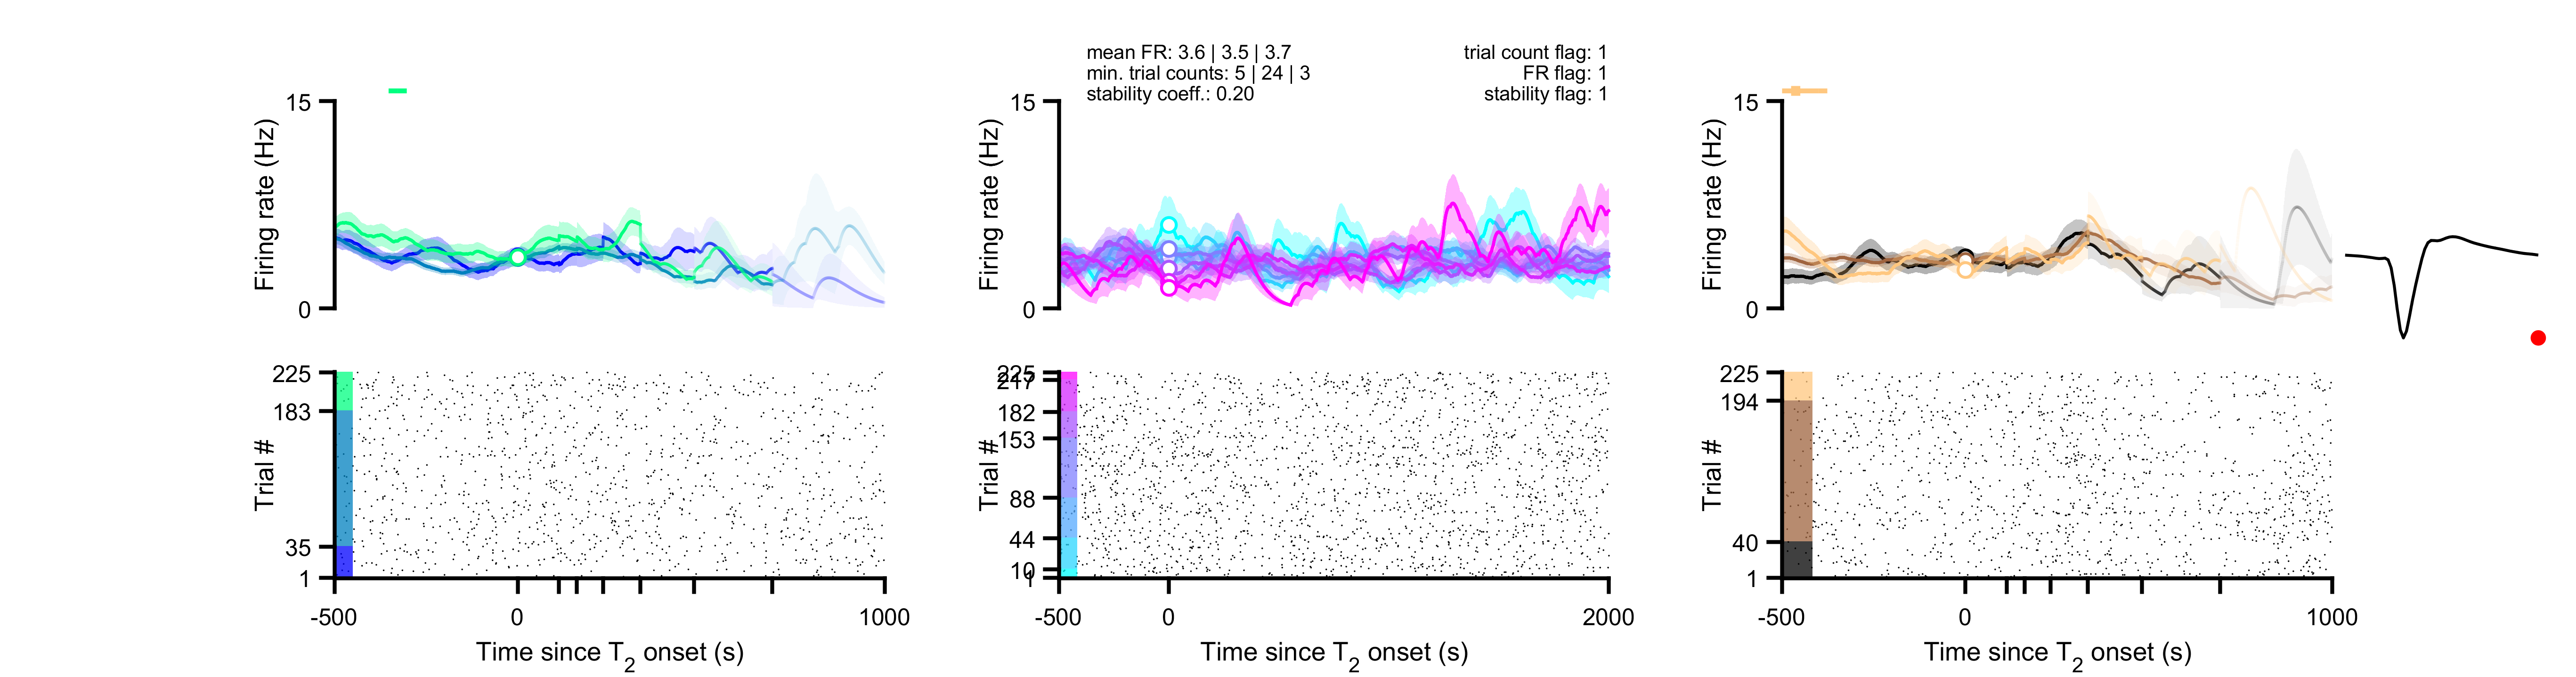 mean FR: 3.6 | 3.5 | 3.7
min. trial counts: 5 | 24 | 3
stability coeff.: 0.20
trial count flag: 1
FR flag: 1
stability flag: 1
15
0
Firing rate (Hz)
225
183
35
1
Trial #
-500
0
1000
Time since T2 onset (s)
15
0
Firing rate (Hz)
225
217
182
153
88
44
10
1
Trial #
-500
0
2000
Time since T2 onset (s)
15
0
Firing rate (Hz)
225
194
40
1
Trial #
-500
0
1000
Time since T2 onset (s)